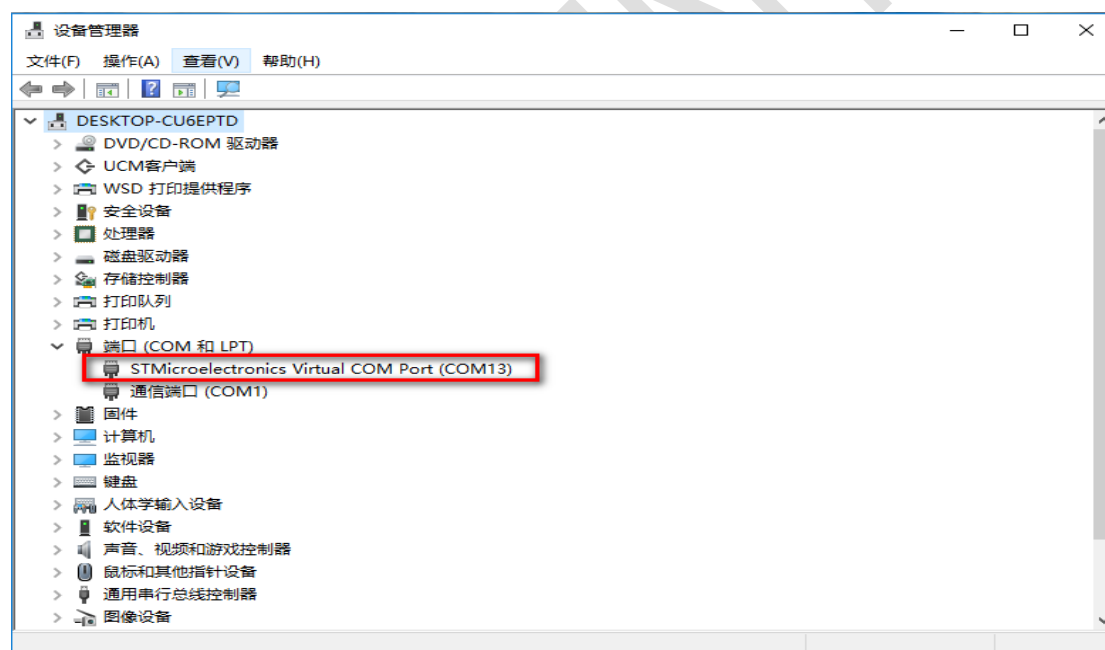 设备管理器
文件(F) 操作(A) 查看(V) 帮助(H)
DESKTOP-CU6EPTD
DVD/CD-ROM 驱动器
UCM客户端
WSD 打印提供程序
安全设备
处理器
磁盘驱动器
存储控制器
打印队列
打印机
端口 (COM 和 LPT)
STMicroelectronics Virtual COM Port (COM13)
通信端口 (COM1)
固件
计算机
监视器
键盘
人体学输入设备
软件设备
声音、视频和游戏控制器
鼠标和其他指针设备
通用串行总线控制器
图像设备